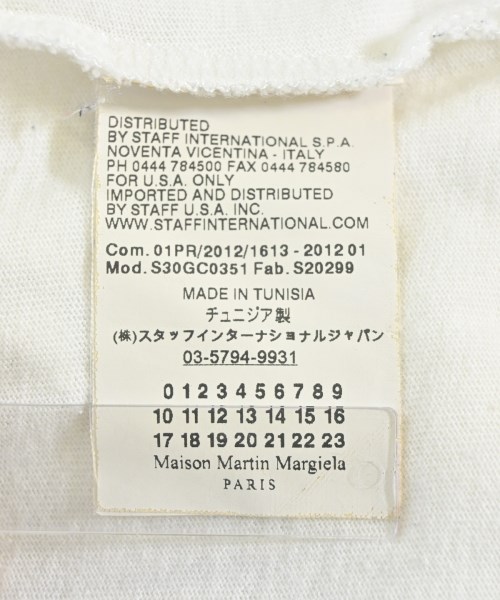 DISTRIBUTED
BY STAFF INTERNATIONAL S.P.A.
NOVENTA VICENTINA - ITALY
PH 0444 784500 FAX 0444 784580
FOR U.S.A. ONLY
IMPORTED AND DISTRIBUTED
BY STAFF U.S.A. INC.
WWW.STAFFINTERNATIONAL.COM
Com. 01PR/2012/1613 - 2012 01
Mod. S30GC0351 Fab. S20299
MADE IN TUNISIA
チュニジア製
(株)スタッフインターナショナルジャパン
03-5794-9931
0 1 2 3 4 5 6 7 8 9
10 11 12 13 14 15 16
17 18 19 20 21 22 23
Maison Martin Margiela
PARIS